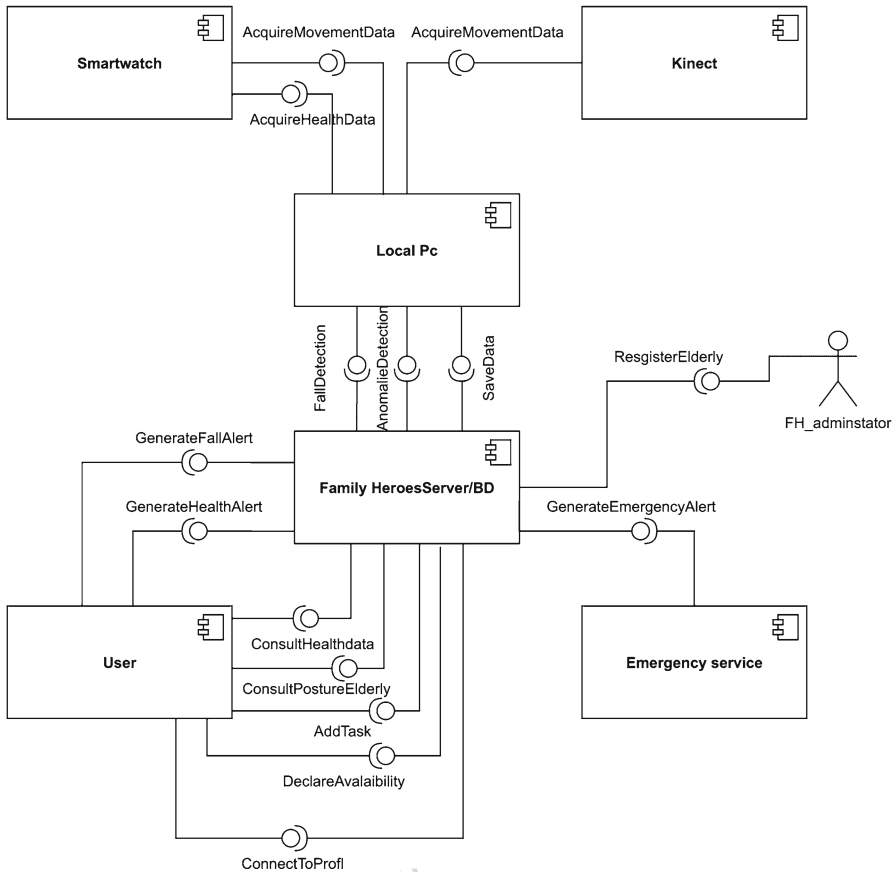 AcquireMovementData
AcquireMovementData
Smartwatch
Kinect
AcquireHealthData
Local Pc
FallDetection
AnomalieDetection
SaveData
ResgisterElderly
FH_adminstator
GenerateFallAlert
Family HeroesServer/BD
GenerateHealthAlert
GenerateEmergencyAlert
ConsultHealthdata
User
Emergency service
ConsultPostureElderly
AddTask
DeclareAvalaibility
ConnectToProfl